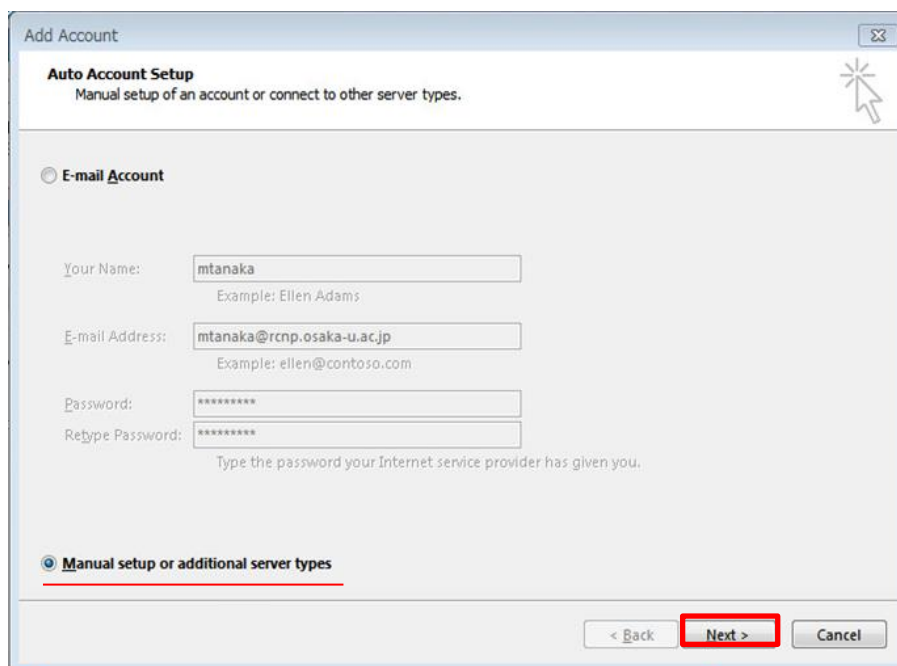 Add Account
Auto Account Setup
Manual setup of an account or connect to other server types.
E-mail Account
Your Name: mtanaka
Example: Ellen Adams
E-mail Address: mtanaka@rcnp.osaka-u.ac.jp
Example: ellen@contoso.com
Password: *********
Retype Password: *********
Type the password your Internet service provider has given you.
Manual setup or additional server types
< Back Next > Cancel